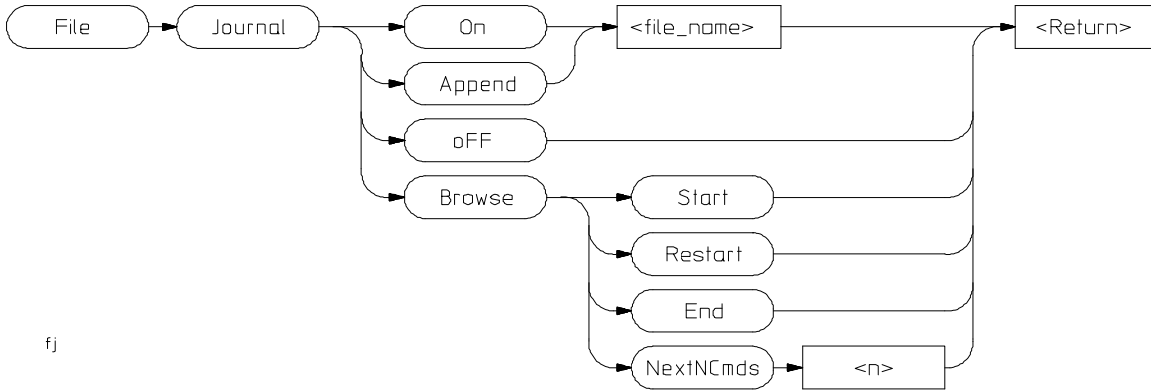 File
Journal
On
<file_name>
<Return>
Append
oFF
Browse
Start
Restart
End
NextNCmds
<n>
fj